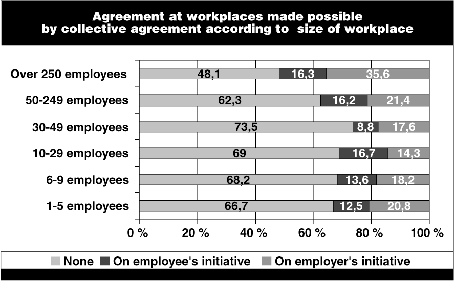 Agreement at workplaces made possible
by collective agreement according to size of workplace
Over 250 employees 48,1 16,3 35,6
50-249 employees 62,3 16,2 21,4
30-49 employees 73,5 8,8 17,6
10-29 employees 69 16,7 14,3
6-9 employees 68,2 13,6 18,2
1-5 employees 66,7 12,5 20,8
0 % 20 % 40 % 60 % 80 % 100 %
None On employee's initiative On employer's initiative